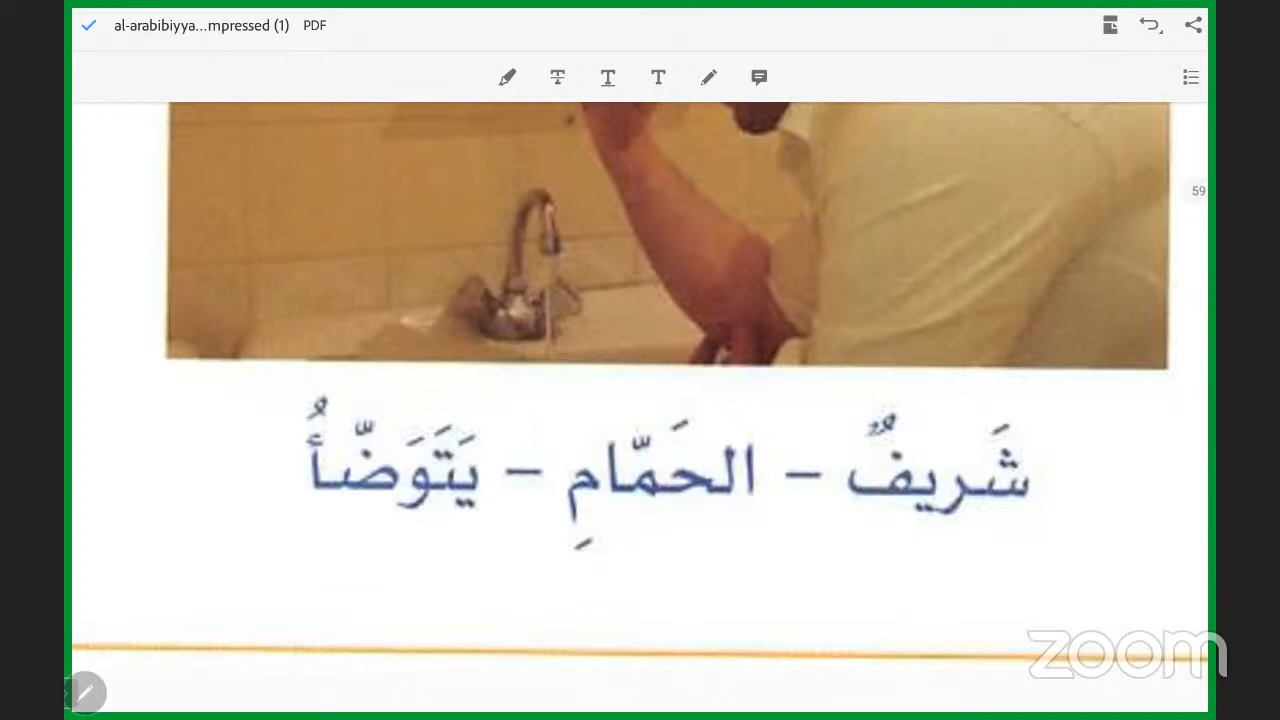 al-arabibiyya...mpressed (1) PDF
59
شَرِيفٌ – الحَمَّامِ – يَتَوَضَّأُ
zoom